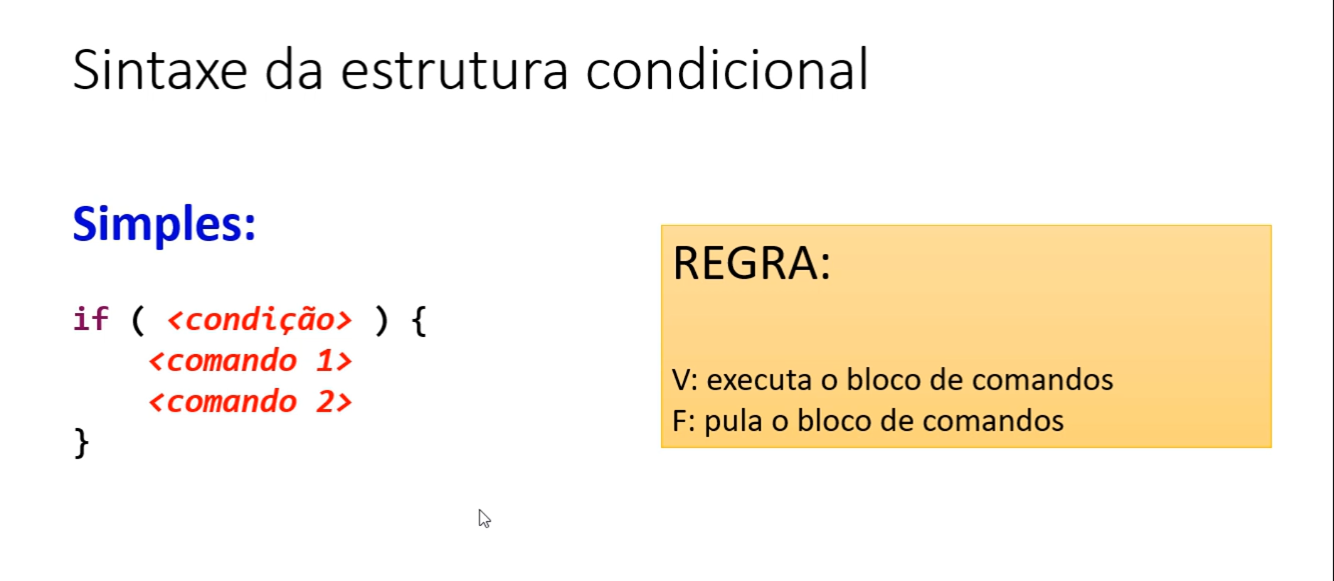 Sintaxe da estrutura condicional
Simples:
if ( <condição> ) {
<comando 1>
<comando 2>
}
REGRA:
V: executa o bloco de comandos
F: pula o bloco de comandos